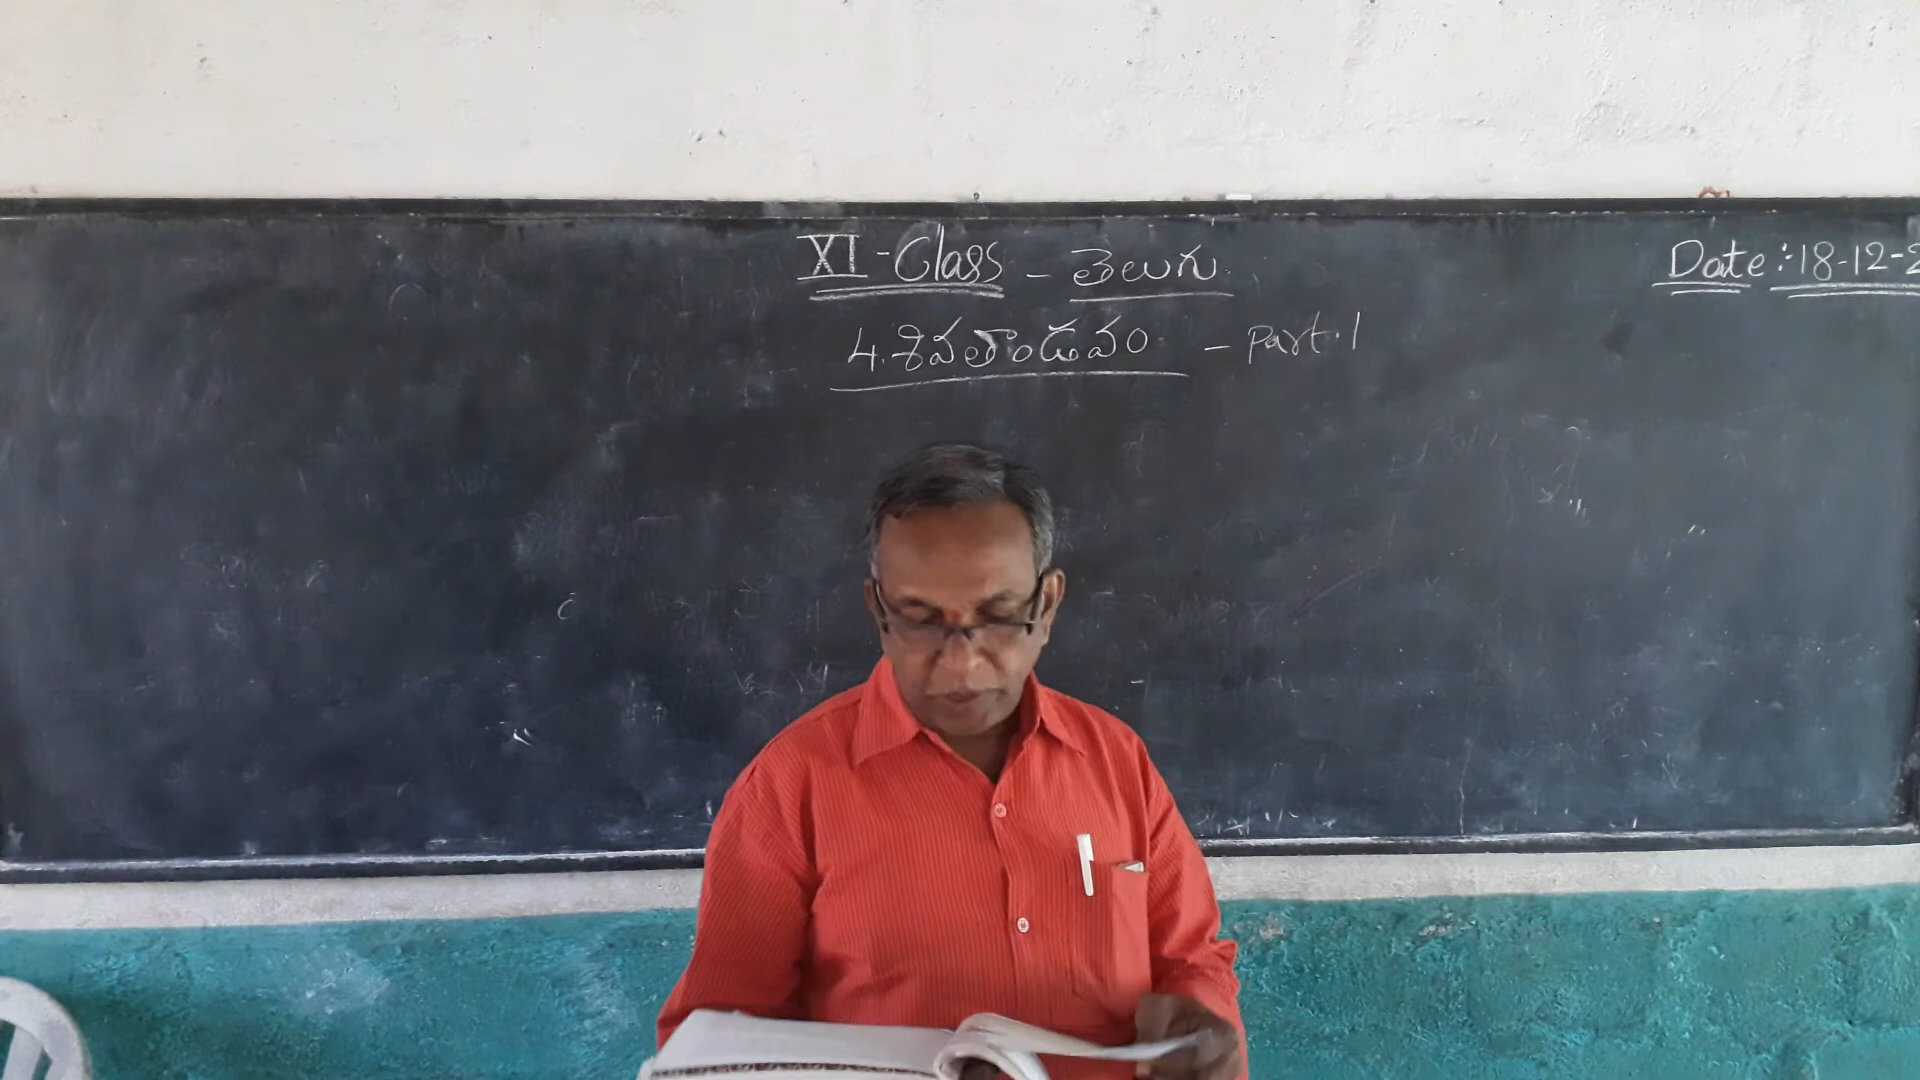 XI-Class - తెలుగు
Date:-18-12-2
4.శివతాండవం - Part.1